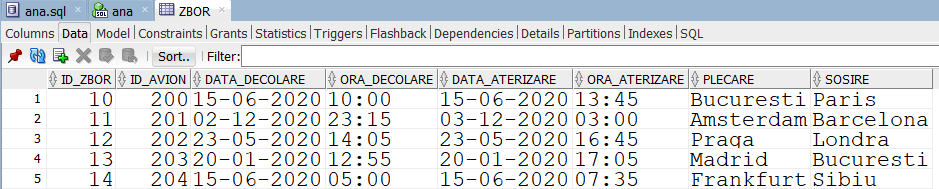 ana.sql ana ZBOR
Columns Data Model Constraints Grants Statistics Triggers Flashback Dependencies Details Partitions Indexes SQL
Sort.. Filter:
ID_ZBOR ID_AVION DATA_DECOLARE ORA_DECOLARE DATA_ATERIZARE ORA_ATERIZARE PLECARE SOSIRE
1 10 200 15-06-2020 10:00 15-06-2020 13:45 Bucuresti Paris
2 11 201 02-12-2020 23:15 03-12-2020 03:00 Amsterdam Barcelona
3 12 202 23-05-2020 14:05 23-05-2020 16:45 Praga Londra
4 13 203 20-01-2020 12:55 20-01-2020 17:05 Madrid Bucuresti
5 14 204 15-06-2020 05:00 15-06-2020 07:35 Frankfurt Sibiu